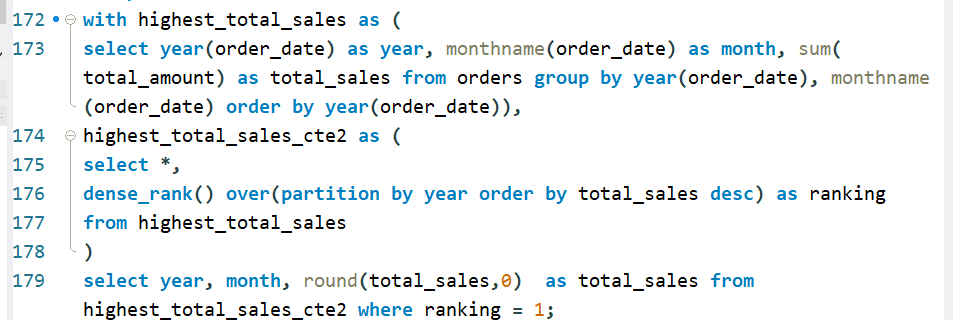 172 with highest_total_sales as (
173 select year(order_date) as year, monthname(order_date) as month, sum(
total_amount) as total_sales from orders group by year(order_date), monthname
(order_date) order by year(order_date)),
174 highest_total_sales_cte2 as (
175 select *,
176 dense_rank() over(partition by year order by total_sales desc) as ranking
177 from highest_total_sales
178 )
179 select year, month, round(total_sales,0)  as total_sales from
highest_total_sales_cte2 where ranking = 1;